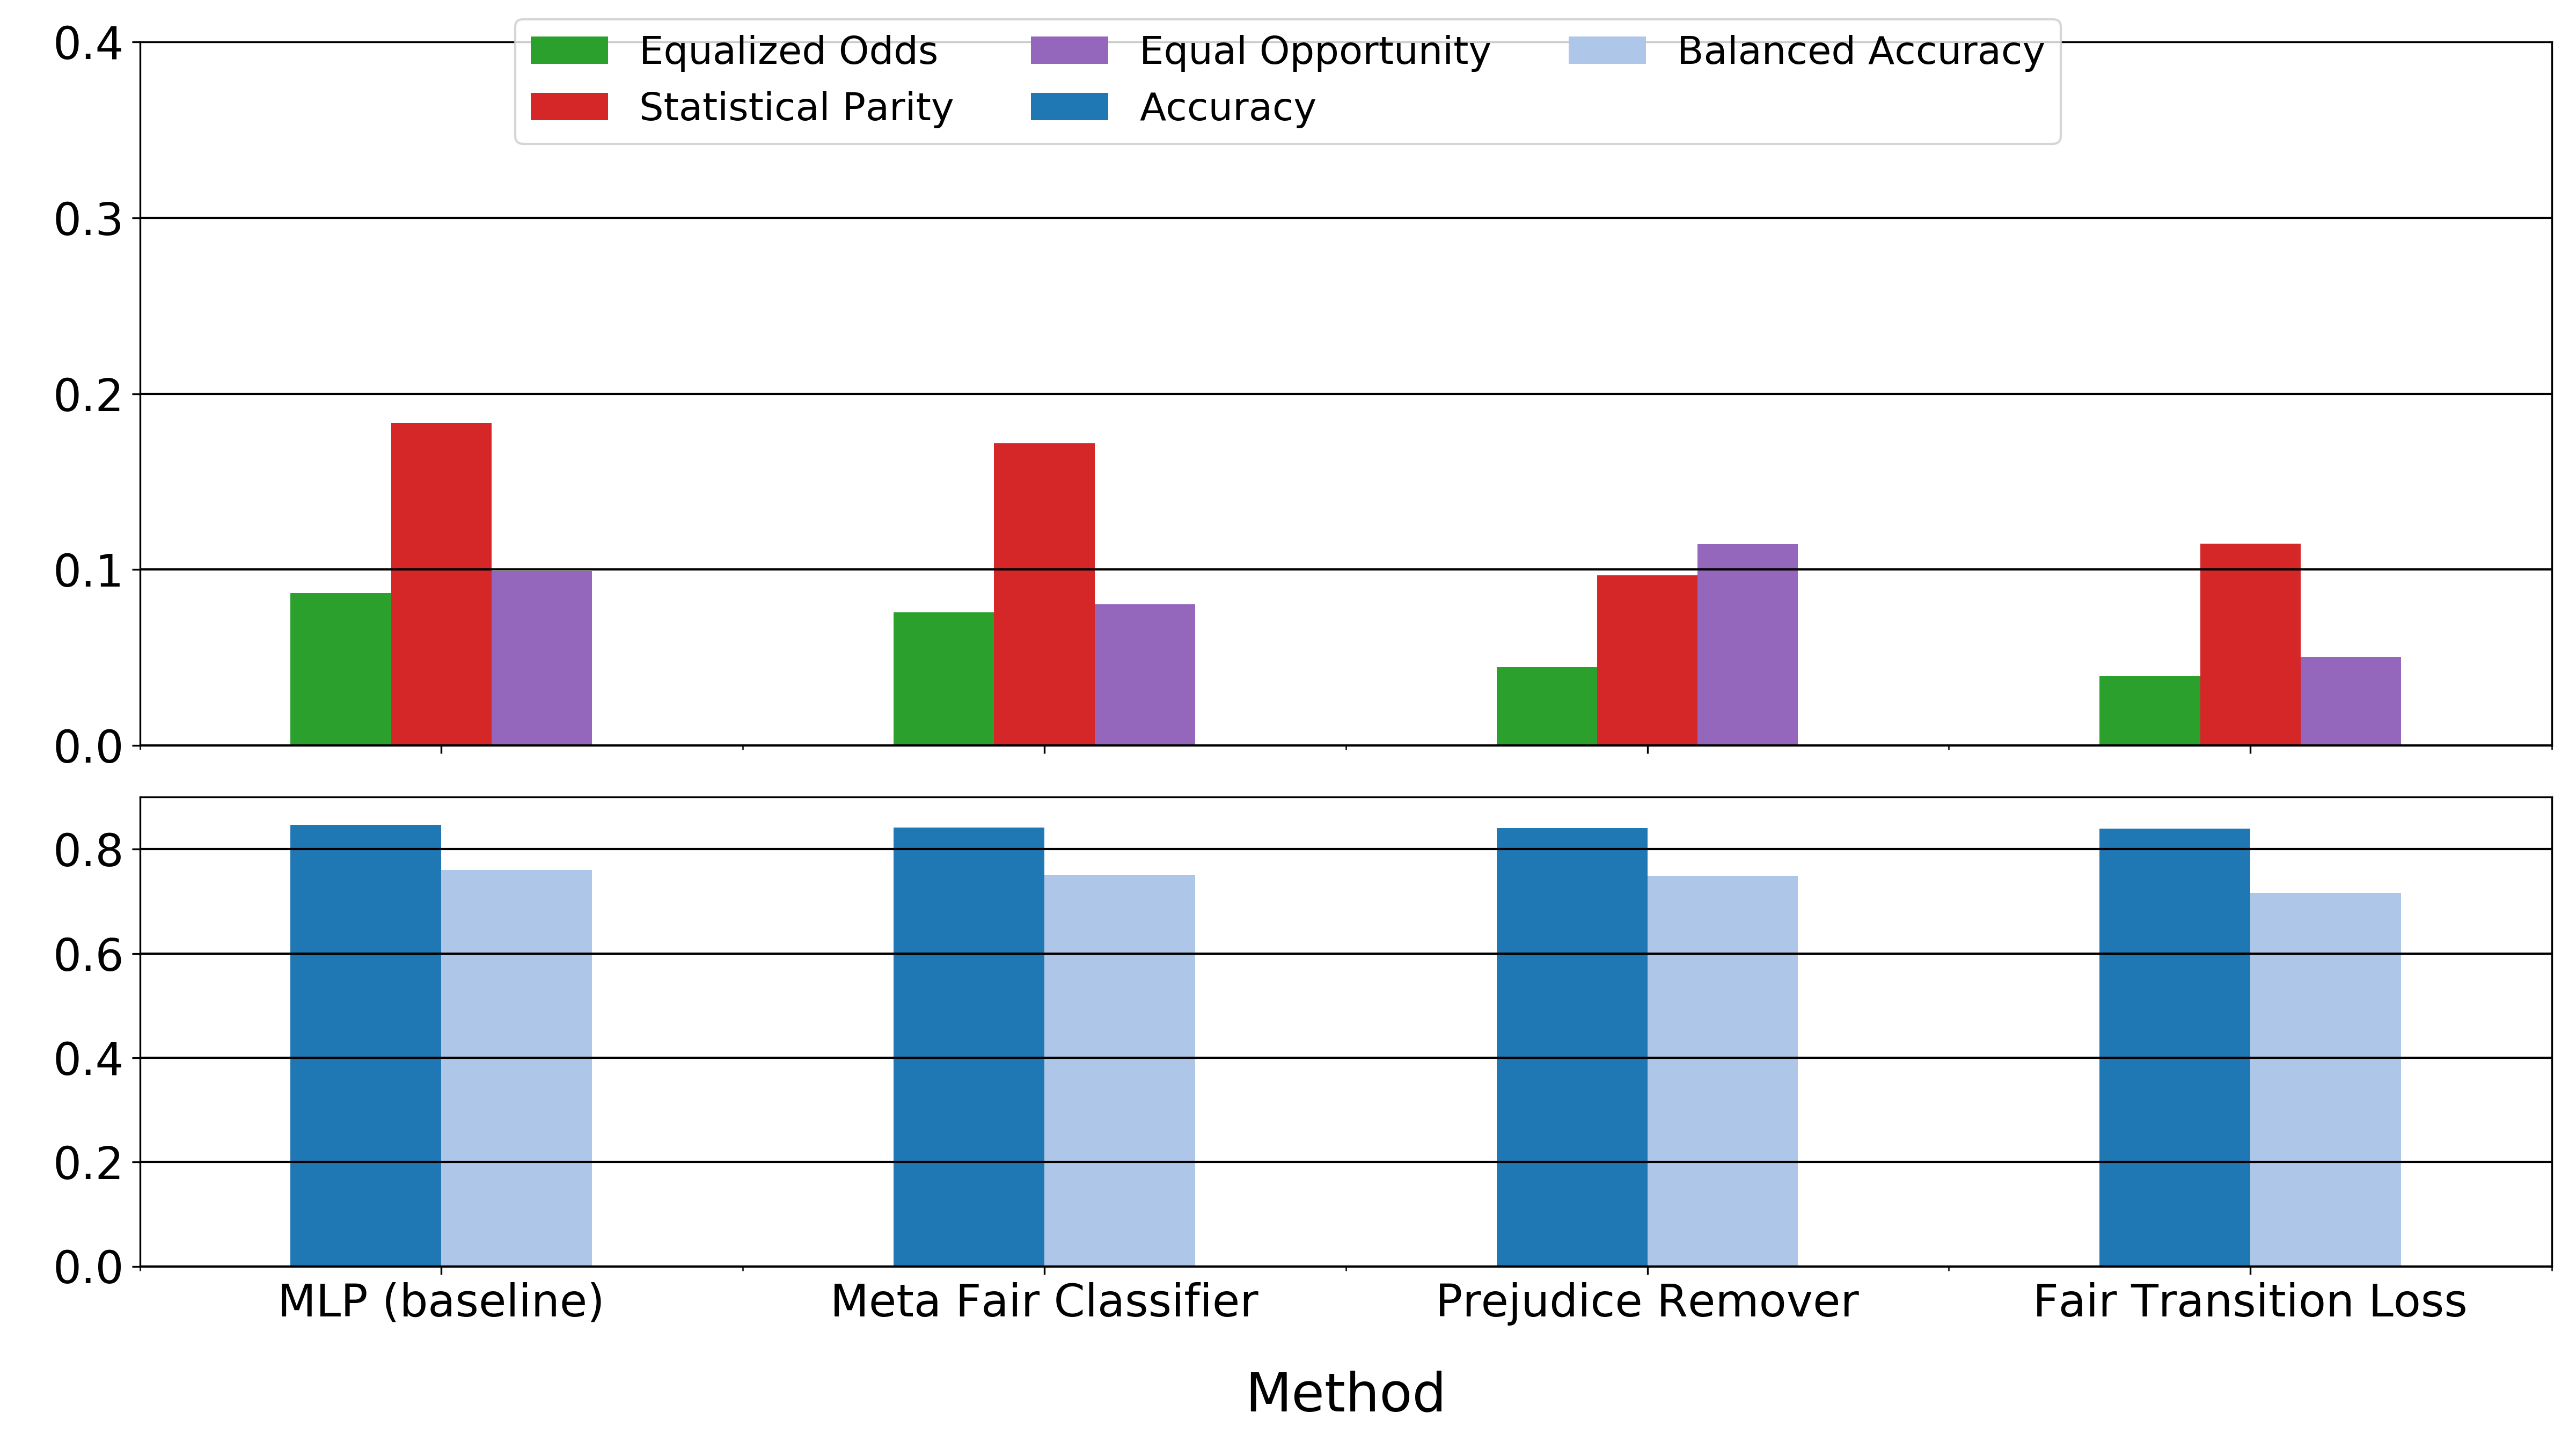 Equalized Odds
Statistical Parity
Equal Opportunity
Accuracy
Balanced Accuracy
0.4
0.3
0.2
0.1
0.0
0.8
0.6
0.4
0.2
0.0
MLP (baseline)
Meta Fair Classifier
Prejudice Remover
Fair Transition Loss
Method